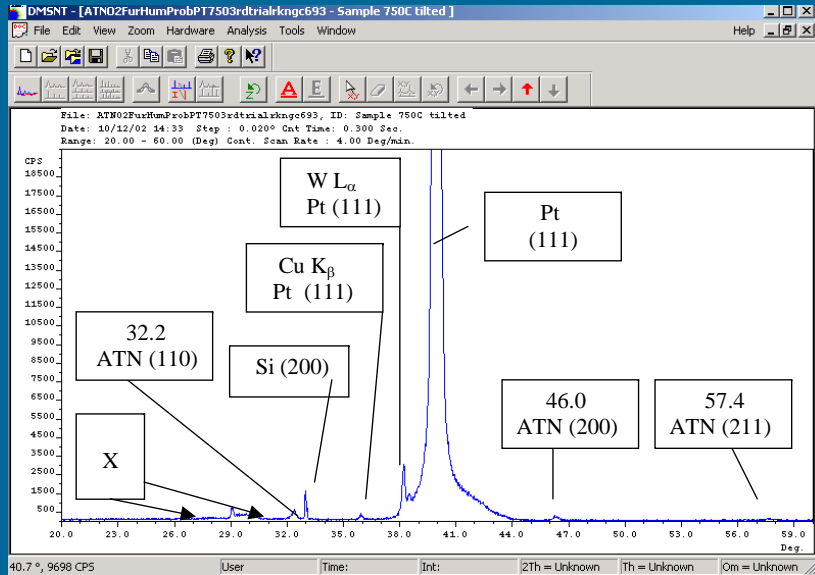 DMSNT - [ATN02FurHumProbPT7503rdtrialrkngc693 - Sample 750C tilted ]
File Edit View Zoom Hardware Analysis Tools Window Help
File: ATN02FurHumProbPT7503rdtrialrkngc693, ID: Sample 750C tilted
Date: 10/12/02 14:33 Step : 0.020° Cnt Time: 0.300 Sec.
Range: 20.00 - 60.00 (Deg) Cont. Scan Rate : 4.00 Deg/min.
CPS
18500
17500
16500
15500
14500
13500
12500
11500
10500
9500
8500
7500
6500
5500
4500
3500
2500
1500
500
W Lα
Pt (111)
Pt
(111)
Cu Kβ
Pt (111)
32.2
ATN (110)
Si (200)
46.0
ATN (200)
57.4
ATN (211)
X
20.0 23.0 26.0 29.0 32.0 35.0 38.0 41.0 44.0 47.0 50.0 53.0 56.0 59.0
Deg.
40.7 °, 9698 CPS User Time: Int: 2Th = Unknown Th = Unknown Om = Unknown